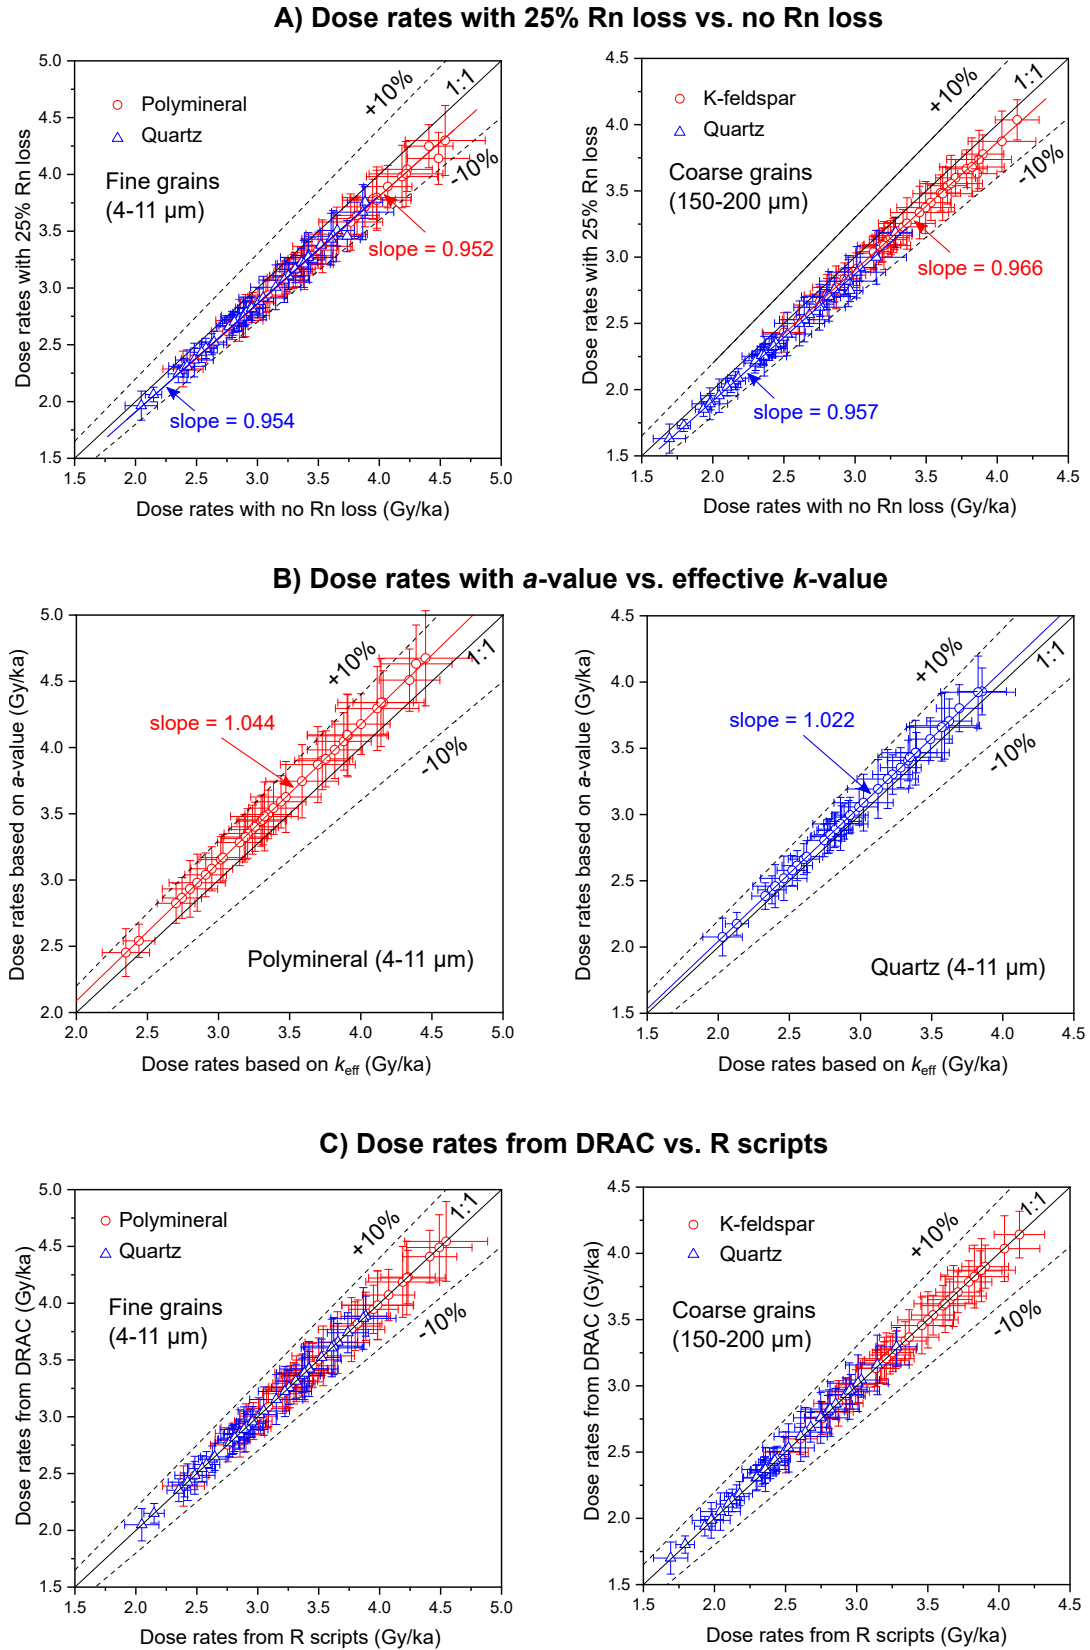 A) Dose rates with 25% Rn loss vs. no Rn loss
Dose rates with 25% Rn loss
5.0
4.5
4.0
3.5
3.0
2.5
2.0
1.5
Polymineral
Quartz
Fine grains
(4-11 µm)
+10%
1:1
-10%
slope = 0.952
slope = 0.954
1.5
2.0
2.5
3.0
3.5
4.0
4.5
5.0
Dose rates with no Rn loss (Gy/ka)
Dose rates with 25% Rn loss
4.5
4.0
3.5
3.0
2.5
2.0
1.5
K-feldspar
Quartz
Coarse grains
(150-200 µm)
+10%
1:1
-10%
slope = 0.966
slope = 0.957
1.5
2.0
2.5
3.0
3.5
4.0
4.5
Dose rates with no Rn loss (Gy/ka)
B) Dose rates with a-value vs. effective k-value
Dose rates based on a-value (Gy/ka)
5.0
4.5
4.0
3.5
3.0
2.5
2.0
+10%
1:1
-10%
slope = 1.044
Polymineral (4-11 µm)
2.0
2.5
3.0
3.5
4.0
4.5
5.0
Dose rates based on keff (Gy/ka)
Dose rates based on a-value (Gy/ka)
4.5
4.0
3.5
3.0
2.5
2.0
1.5
+10%
1:1
-10%
slope = 1.022
Quartz (4-11 µm)
1.5
2.0
2.5
3.0
3.5
4.0
4.5
Dose rates based on keff (Gy/ka)
C) Dose rates from DRAC vs. R scripts
Dose rates from DRAC (Gy/ka)
5.0
4.5
4.0
3.5
3.0
2.5
2.0
1.5
Polymineral
Quartz
Fine grains
(4-11 µm)
+10%
1:1
-10%
1.5
2.0
2.5
3.0
3.5
4.0
4.5
5.0
Dose rates from R scripts (Gy/ka)
Dose rates from DRAC (Gy/ka)
4.5
4.0
3.5
3.0
2.5
2.0
1.5
K-feldspar
Quartz
Coarse grains
(150-200 µm)
+10%
1:1
-10%
1.5
2.0
2.5
3.0
3.5
4.0
4.5
Dose rates from R scripts (Gy/ka)